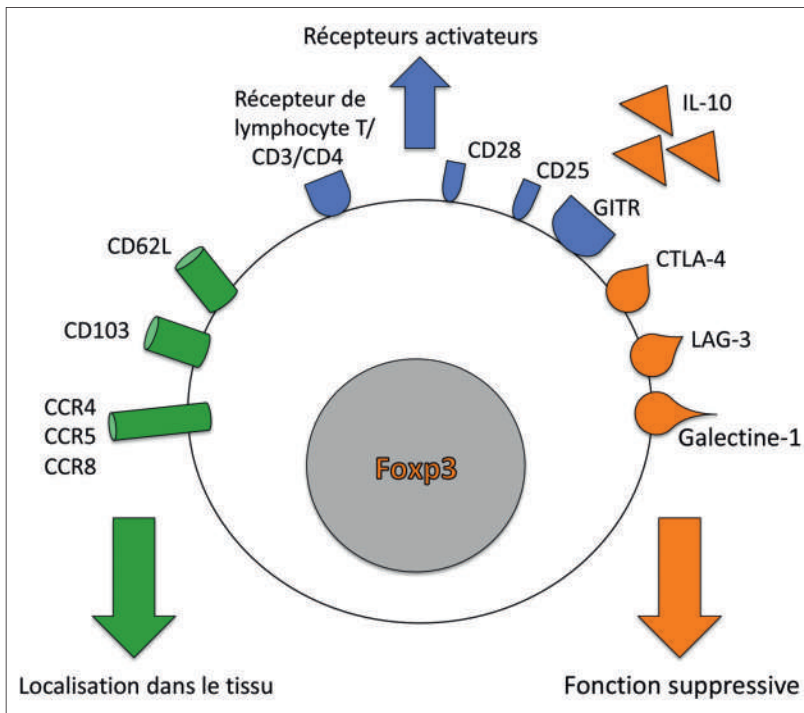 Récepteurs activateurs
Récepteur de
lymphocyte T/
CD3/CD4
CD28
CD25
GITR
IL-10
CD62L
CTLA-4
CD103
LAG-3
CCR4
CCR5
CCR8
Galectine-1
Foxp3
Localisation dans le tissu
Fonction suppressive